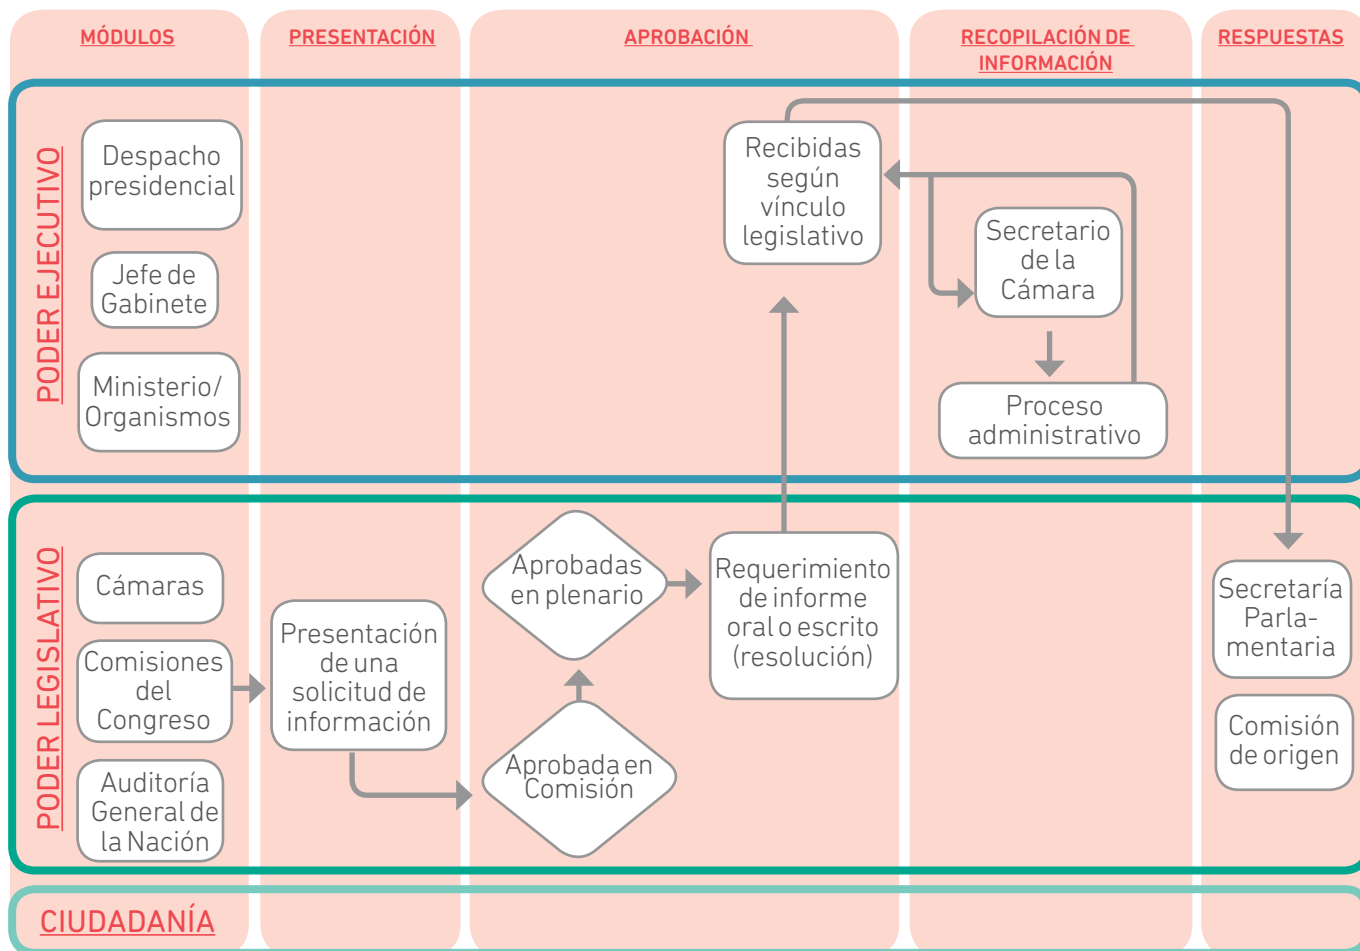 MÓDULOS
PRESENTACIÓN
APROBACIÓN
RECOPILACIÓN DE
INFORMACIÓN
RESPUESTAS
PODER EJECUTIVO
Despacho
presidencial
Jefe de
Gabinete
Ministerio/
Organismos
Recibidas
según
vínculo
legislativo
Secretario
de la
Cámara
Proceso
administrativo
PODER LEGISLATIVO
Cámaras
Comisiones
del
Congreso
Auditoría
General de
la Nación
Presentación
de una
solicitud de
información
Aprobadas
en plenario
Aprobada en
Comisión
Requerimiento
de informe
oral o escrito
(resolución)
Secretaría
Parla-
mentaria
Comisión
de origen
CIUDADANÍA